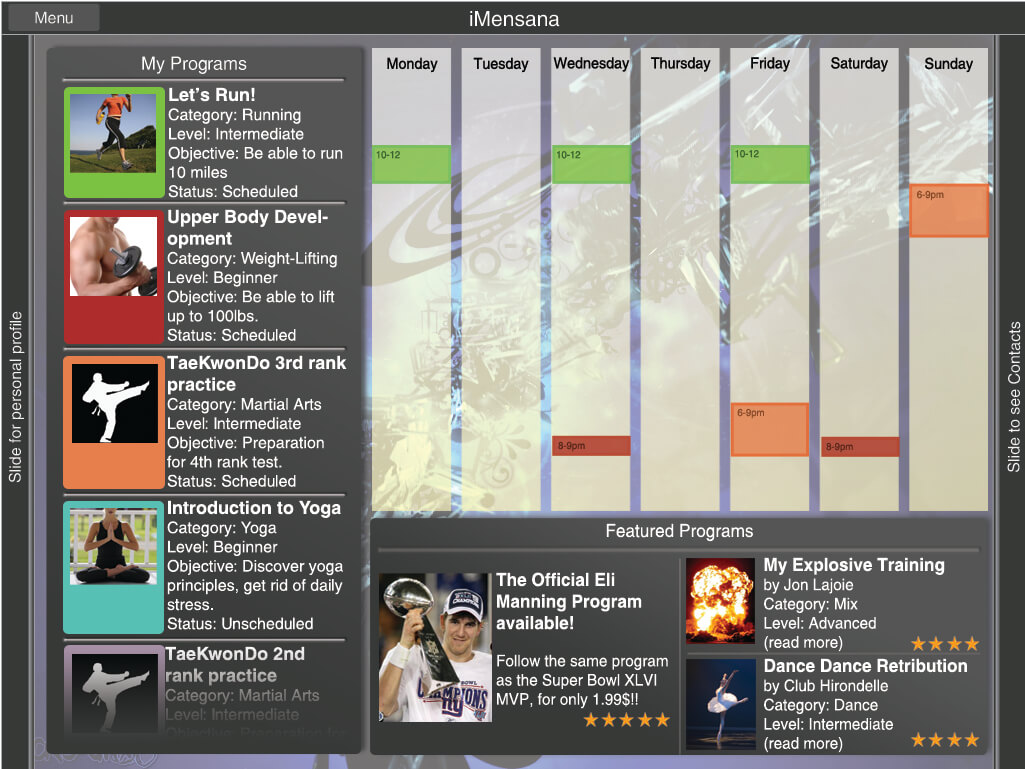 Menu
iMensana
Slide for personal profile
My Programs
Let's Run!
Category: Running
Level: Intermediate
Objective: Be able to run
10 miles
Status: Scheduled
Upper Body Devel-
opment
Category: Weight-Lifting
Level: Beginner
Objective: Be able to lift
up to 100lbs.
Status: Scheduled
TaeKwonDo 3rd rank
practice
Category: Martial Arts
Level: Intermediate
Objective: Preparation
for 4th rank test.
Status: Scheduled
Introduction to Yoga
Category: Yoga
Level: Beginner
Objective: Discover yoga
principles, get rid of daily
stress.
Status: Unscheduled
TaeKwonDo 2nd
rank practice
Category: Martial Arts
Level: Intermediate
Objective: Preparation for
Monday
Tuesday
Wednesday
Thursday
Friday
Saturday
Sunday
10-12
10-12
10-12
6-9pm
6-9pm
8-9pm
8-9pm
Featured Programs
The Official Eli
Manning Program
available!
Follow the same program
as the Super Bowl XLVI
MVP, for only 1.99$!!
CHAMPIONS
My Explosive Training
by Jon Lajoie
Category: Mix
Level: Advanced
(read more)
Dance Dance Retribution
by Club Hirondelle
Category: Dance
Level: Intermediate
(read more)
Slide to see Contacts